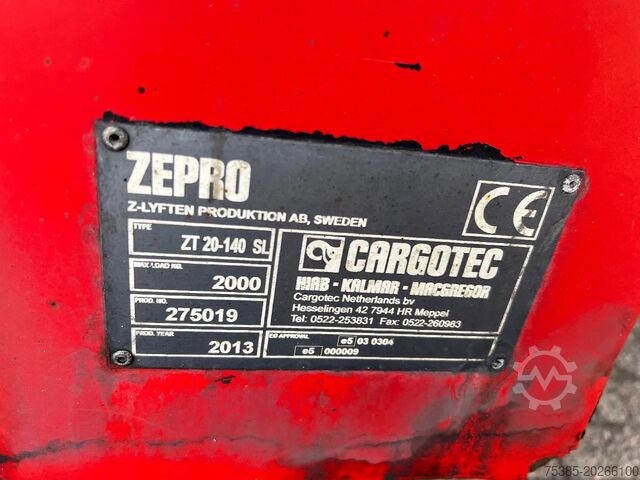 ZEPRO
Z-LYFTEN PRODUKTION AB, SWEDEN
CE
TYPE
ZT 20-140 SL
MAX LOAD KG.
2000
PROD. NO.
275019
PROD. YEAR
2013
CARGOTEC
HIAB - KALMAR - MACGREGOR
Cargotec Netherlands bv
Hesselingen 42 7944 HR Meppel
Tel: 0522-253831 Fax: 0522-260963
EG APPROVAL
e5 03 0304
e5 000009
75385-20266100